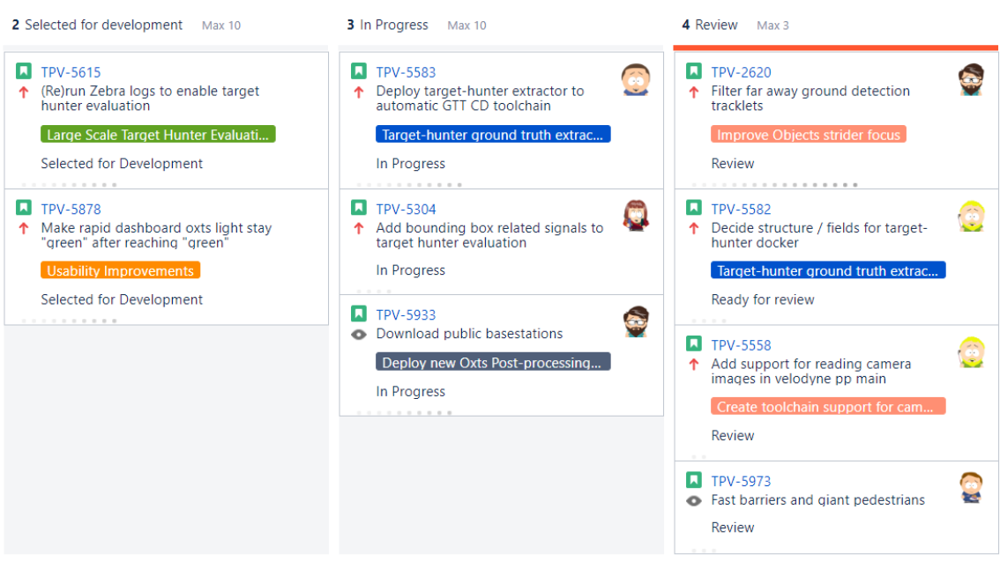 2 Selected for development Max 10
TPV-5615
(Re)run Zebra logs to enable target
hunter evaluation
Large Scale Target Hunter Evaluati...
Selected for Development
TPV-5878
Make rapid dashboard oxts light stay
"green" after reaching "green"
Usability Improvements
Selected for Development
3 In Progress Max 10
TPV-5583
Deploy target-hunter extractor to
automatic GTT CD toolchain
Target-hunter ground truth extrac...
In Progress
TPV-5304
Add bounding box related signals to
target hunter evaluation
In Progress
TPV-5933
Download public basestations
Deploy new Oxts Post-processing...
In Progress
4 Review Max 3
TPV-2620
Filter far away ground detection
tracklets
Improve Objects strider focus
Review
TPV-5582
Decide structure / fields for target-
hunter docker
Target-hunter ground truth extrac...
Ready for review
TPV-5558
Add support for reading camera
images in velodyne pp main
Create toolchain support for cam...
Review
TPV-5973
Fast barriers and giant pedestrians
Review